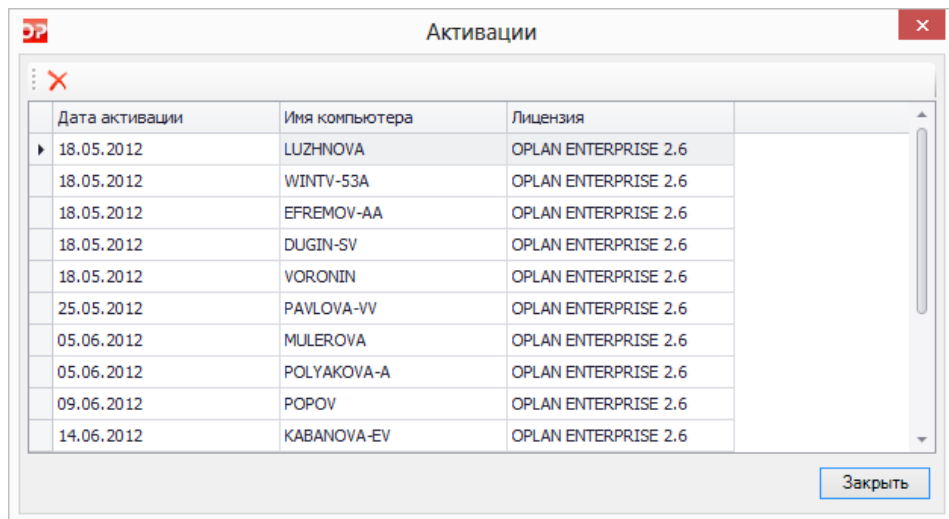 OP
Активации
Дата активации Имя компьютера Лицензия
18.05.2012 LUZHNOVA OPLAN ENTERPRISE 2.6
18.05.2012 WINTV-53A OPLAN ENTERPRISE 2.6
18.05.2012 EFREMOV-AA OPLAN ENTERPRISE 2.6
18.05.2012 DUGIN-SV OPLAN ENTERPRISE 2.6
18.05.2012 VORONIN OPLAN ENTERPRISE 2.6
25.05.2012 PAVLOVA-VV OPLAN ENTERPRISE 2.6
05.06.2012 MULEROVA OPLAN ENTERPRISE 2.6
05.06.2012 POLYAKOVA-A OPLAN ENTERPRISE 2.6
09.06.2012 POPOV OPLAN ENTERPRISE 2.6
14.06.2012 KABANOVA-EV OPLAN ENTERPRISE 2.6
Закрыть